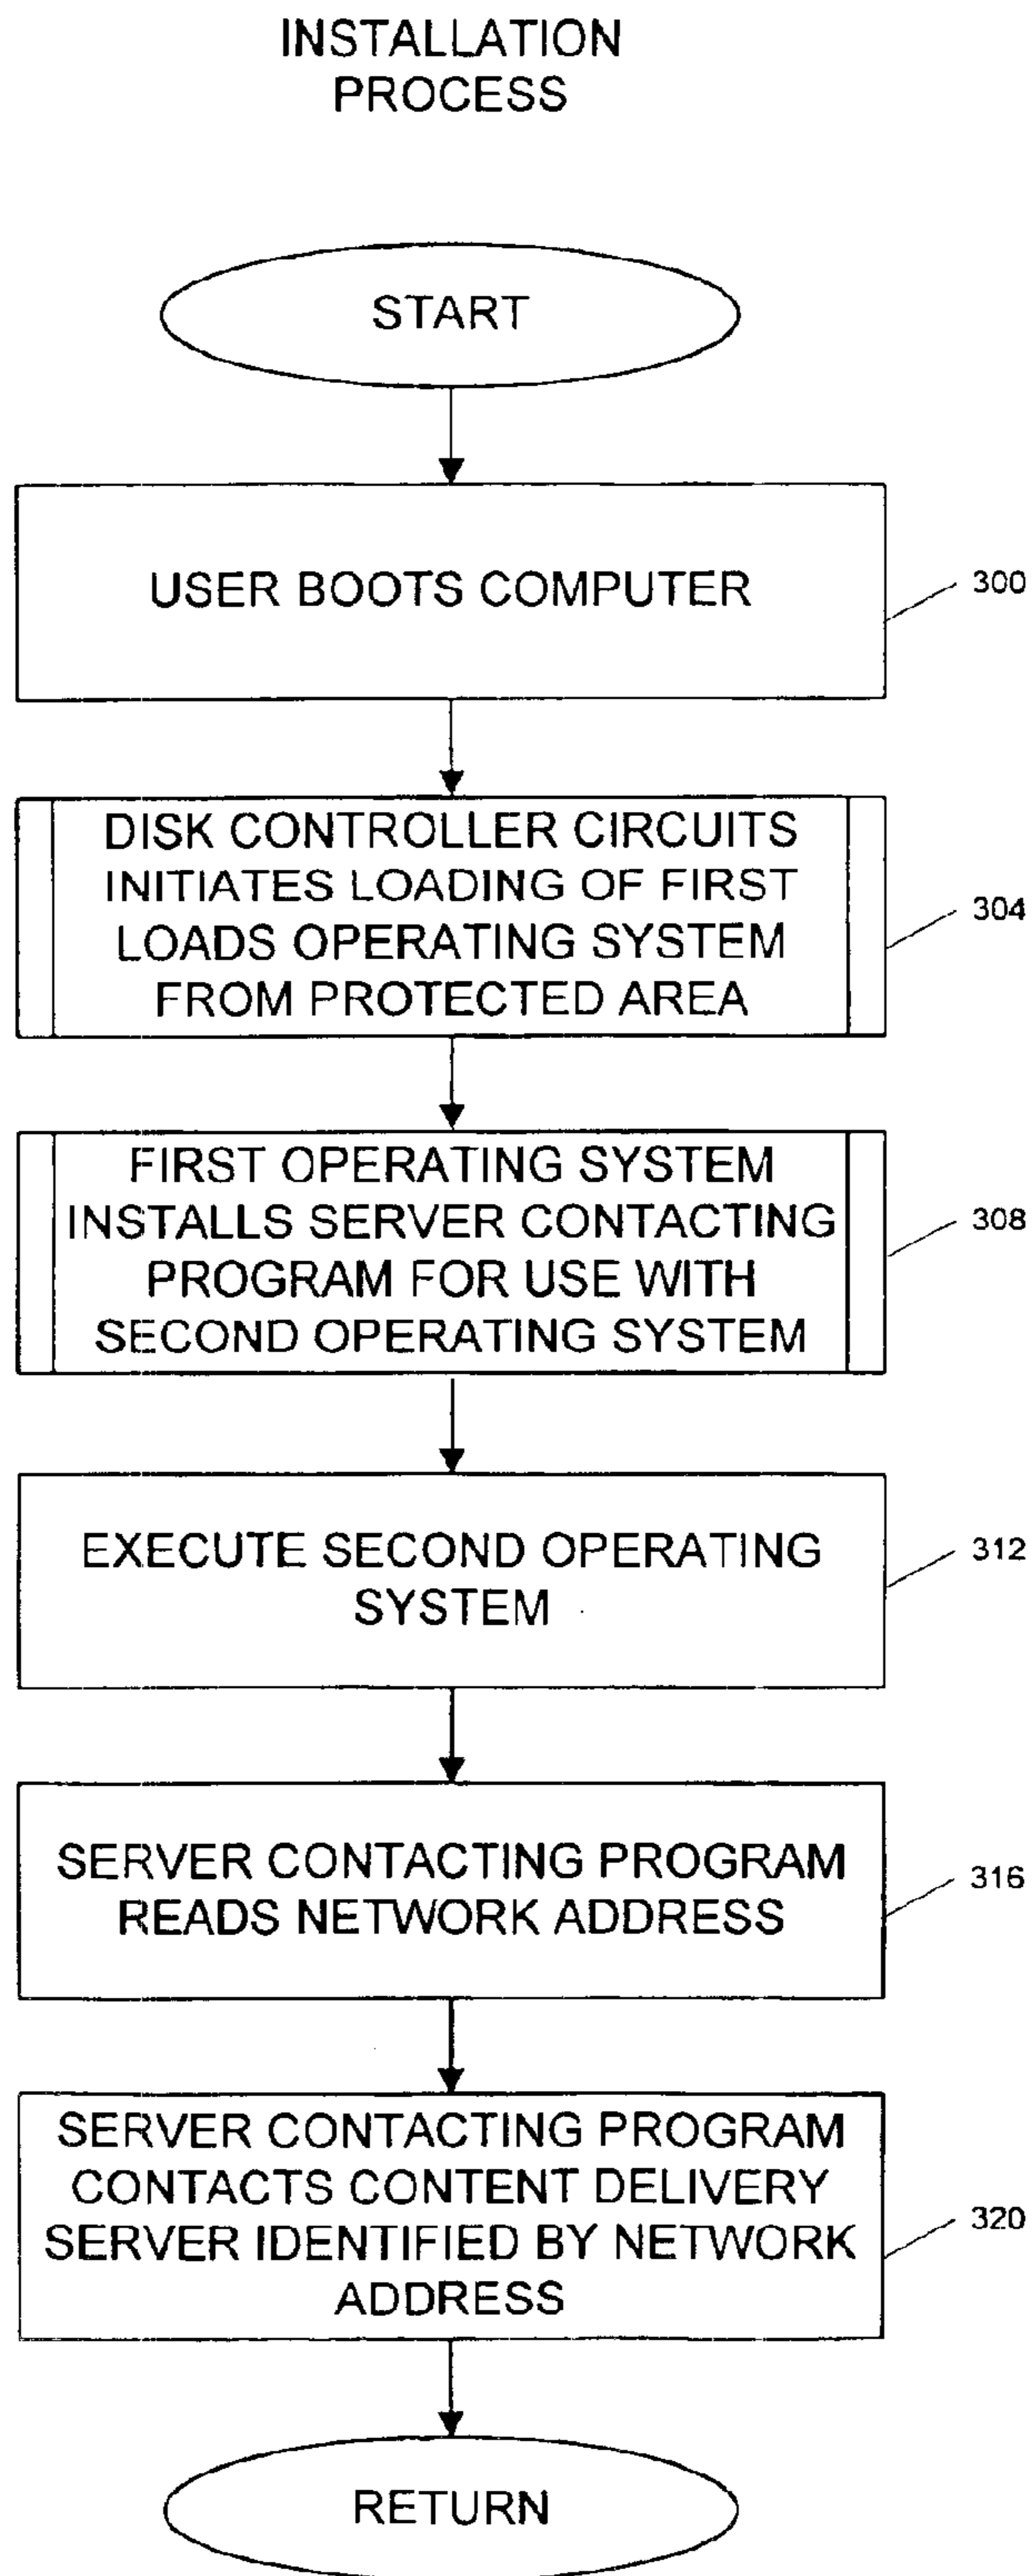 INSTALLATION
PROCESS
START
USER BOOTS COMPUTER
300
DISK CONTROLLER CIRCUITS
INITIATES LOADING OF FIRST
LOADS OPERATING SYSTEM
FROM PROTECTED AREA
304
FIRST OPERATING SYSTEM
INSTALLS SERVER CONTACTING
PROGRAM FOR USE WITH
SECOND OPERATING SYSTEM
308
EXECUTE SECOND OPERATING
SYSTEM
312
SERVER CONTACTING PROGRAM
READS NETWORK ADDRESS
316
SERVER CONTACTING PROGRAM
CONTACTS CONTENT DELIVERY
SERVER IDENTIFIED BY NETWORK
ADDRESS
320
RETURN